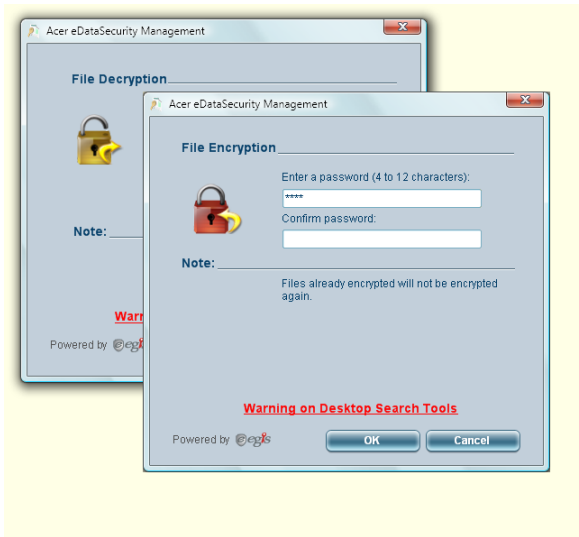 Acer eDataSecurity Management
File Decryption
Acer eDataSecurity Management
File Encryption
Enter a password (4 to 12 characters):
****
Confirm password:
Note:
Note:
Files already encrypted will not be encrypted
again.
Warning on Desktop Search Tools
Powered by egis
Powered by egis
OK
Cancel